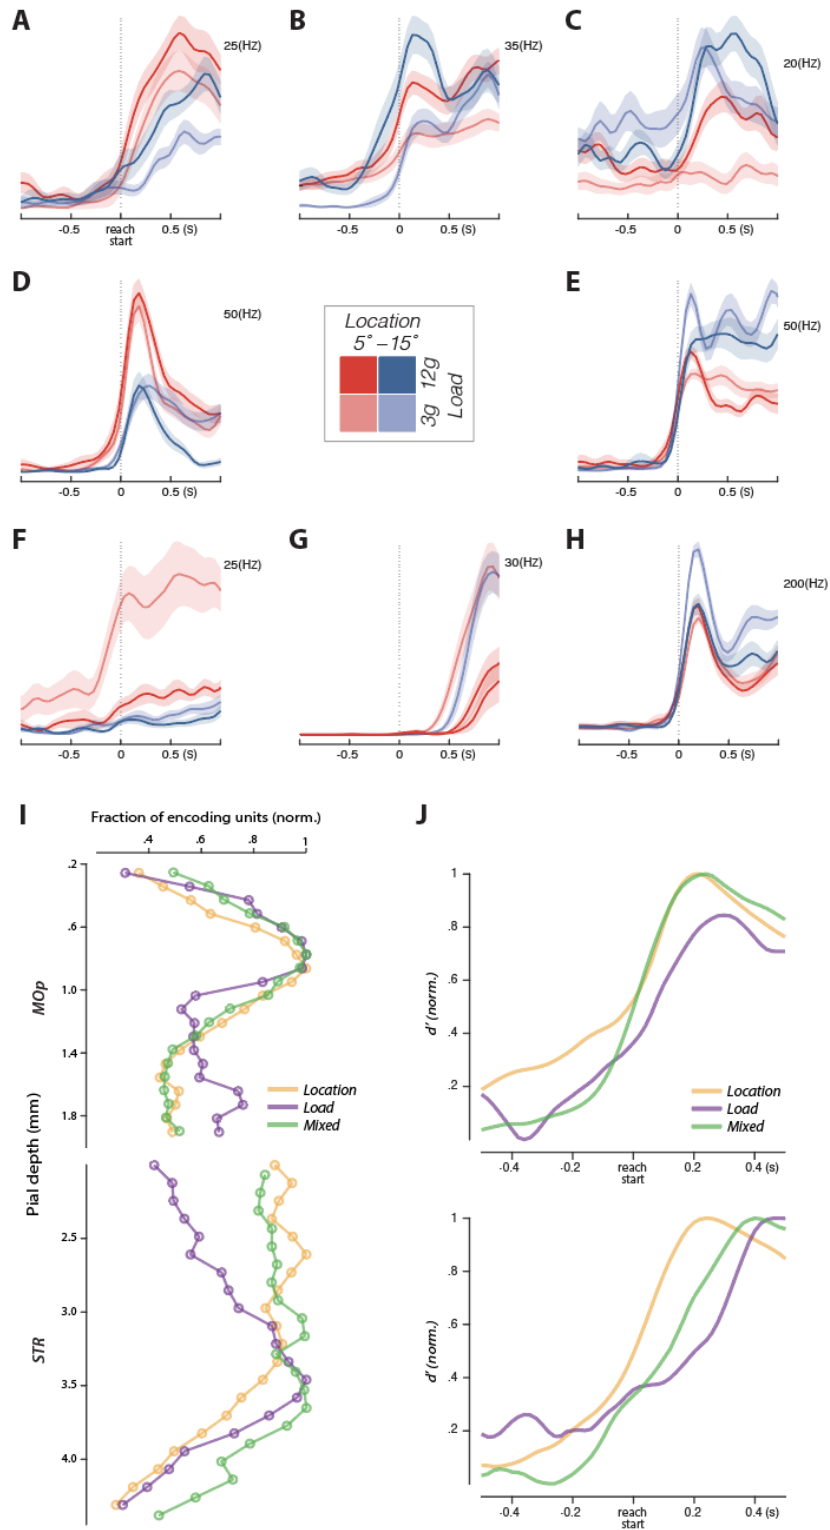 A
B
C
25(HZ)
35(HZ)
20(HZ)
-0.5
reach
start
0.5 (S)
-0.5
0
0.5 (S)
-0.5
0
0.5 (S)
D
50(HZ)
Location
5° –15°
12g
3g
Load
E
50(HZ)
-0.5
0
0.5 (S)
-0.5
0
0.5 (S)
F
25(HZ)
G
30(HZ)
H
200(HZ)
-0.5
0
0.5 (S)
-0.5
0
0.5 (S)
-0.5
0
0.5 (S)
I
Fraction of encoding units (norm.)
.4 .6 .8 1
.2
.6
1.0
1.4
1.8
MOp
Location
Load
Mixed
Pial depth (mm)
2.5
3.0
3.5
4.0
STR
J
1
.8
.6
.4
.2
d' (norm.)
Location
Load
Mixed
-0.4 -0.2 reach 0.2 0.4 (s)
start
1
.8
.6
.4
.2
d' (norm.)
-0.4 -0.2 reach 0.2 0.4 (s)
start